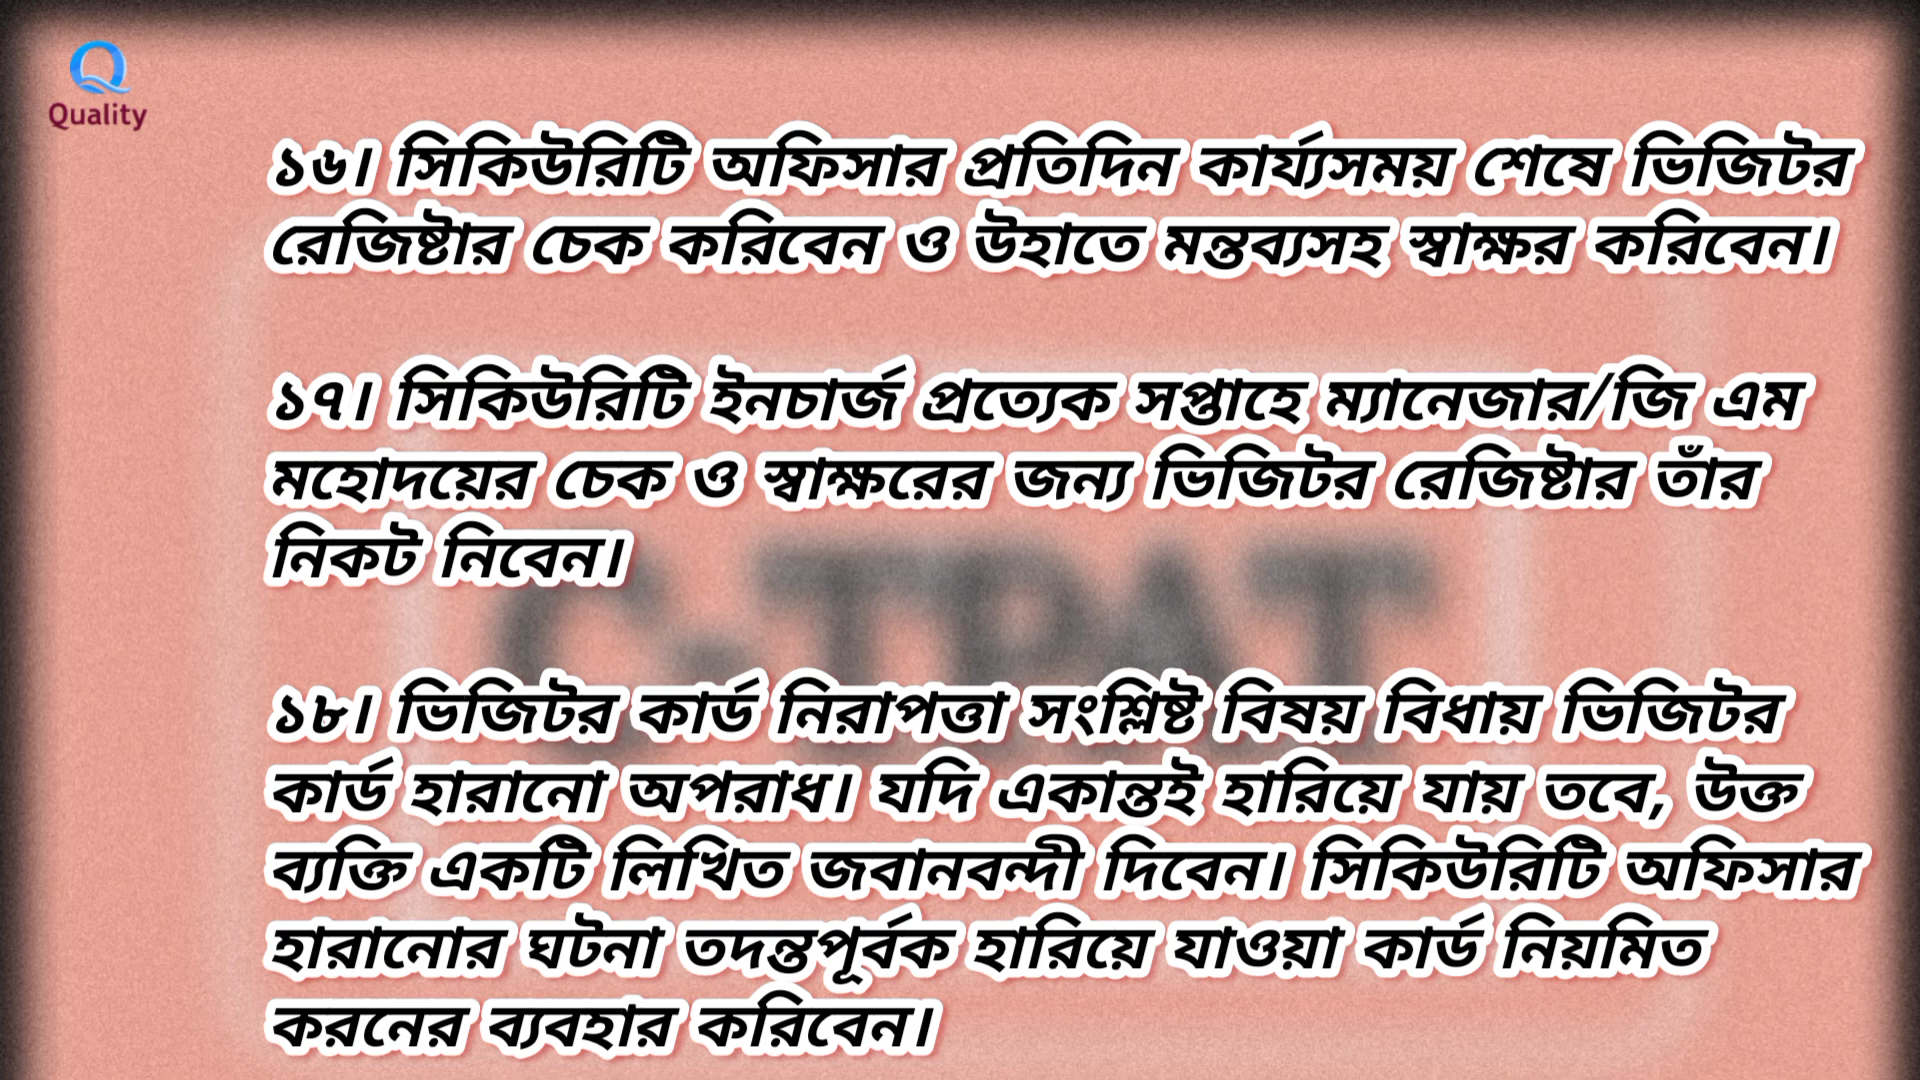 Quality
১৬। সিকিউরিটি অফিসার প্রতিদিন কার্য্যসময় শেষে ভিজিটর
রেজিষ্টার চেক করিবেন ও উহাতে মন্তব্যসহ স্বাক্ষর করিবেন।
১৭। সিকিউরিটি ইনচার্জ প্রত্যেক সপ্তাহে ম্যানেজার/জি এম
মহোদয়ের চেক ও স্বাক্ষরের জন্য ভিজিটর রেজিষ্টার তাঁর
নিকট নিবেন।
C-TPAT
১৮। ভিজিটর কার্ড নিরাপত্তা সংশ্লিষ্ট বিষয় বিধায় ভিজিটর
কার্ড হারানো অপরাধ। যদি একান্তই হারিয়ে যায় তবে, উক্ত
ব্যক্তি একটি লিখিত জবানবন্দী দিবেন। সিকিউরিটি অফিসার
হারানোর ঘটনা তদন্তপূর্বক হারিয়ে যাওয়া কার্ড নিয়মিত
করনের ব্যবহার করিবেন।